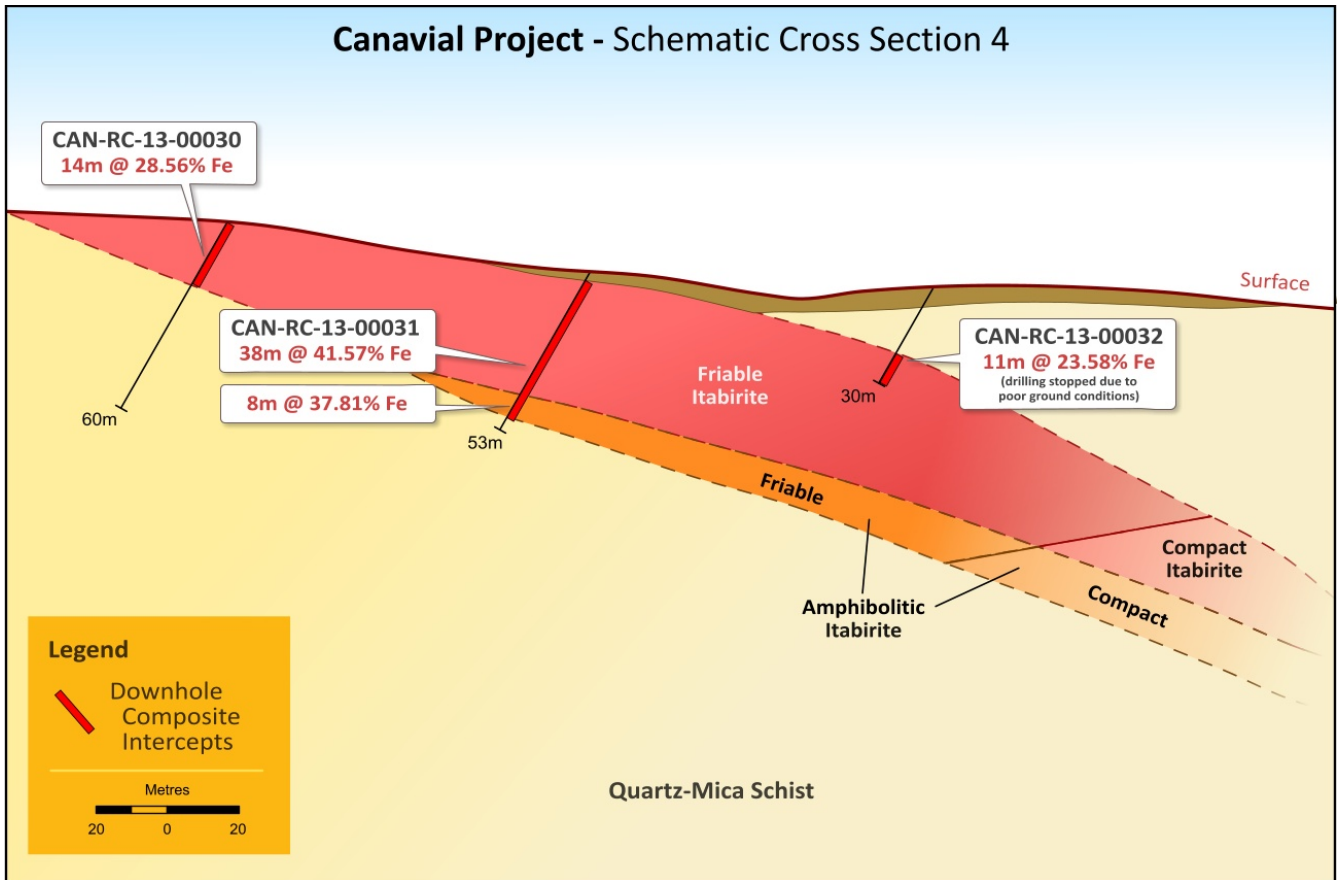 Canavial Project - Schematic Cross Section 4
CAN-RC-13-00030
14m @ 28.56% Fe
Surface
CAN-RC-13-00031
38m @ 41.57% Fe
8m @ 37.81% Fe
CAN-RC-13-00032
11m @ 23.58% Fe
(drilling stopped due to
poor ground conditions)
Friable
Itabirite
30m
60m
53m
Friable
Compact
Itabirite
Amphibolitic
Itabirite
Compact
Legend
Downhole
Composite
Intercepts
Metres
20 0 20
Quartz-Mica Schist